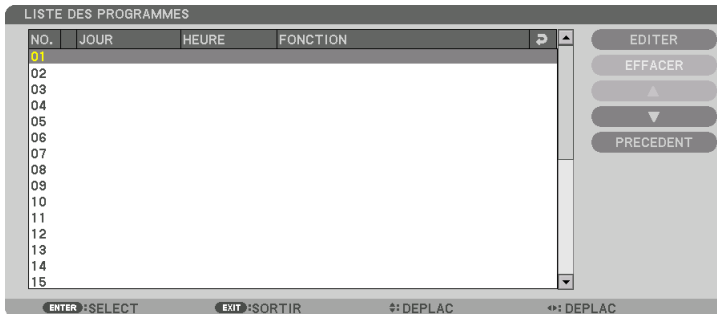 LISTE DES PROGRAMMES
NO. JOUR HEURE FONCTION
01
02
03
04
05
06
07
08
09
10
11
12
13
14
15
EDITER
EFFACER
PRECEDENT
ENTER :SELECT EXIT :SORTIR :DEPLAC :DEPLAC